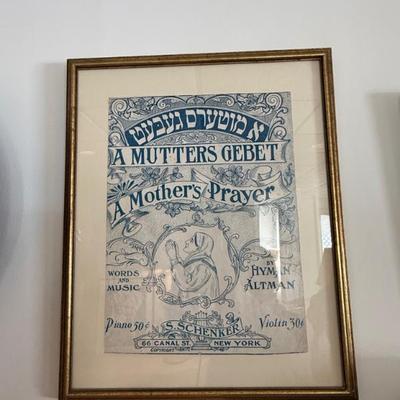 א מוטערס געבעט
A MUTTERS GEBET
A Mother's Prayer
WORDS
AND
MUSIC
BY
HYMAN
ALTMAN
Piano 50¢
Violin 30¢
S. SCHENKER
66 CANAL ST. NEW YORK
COPYRIGHT